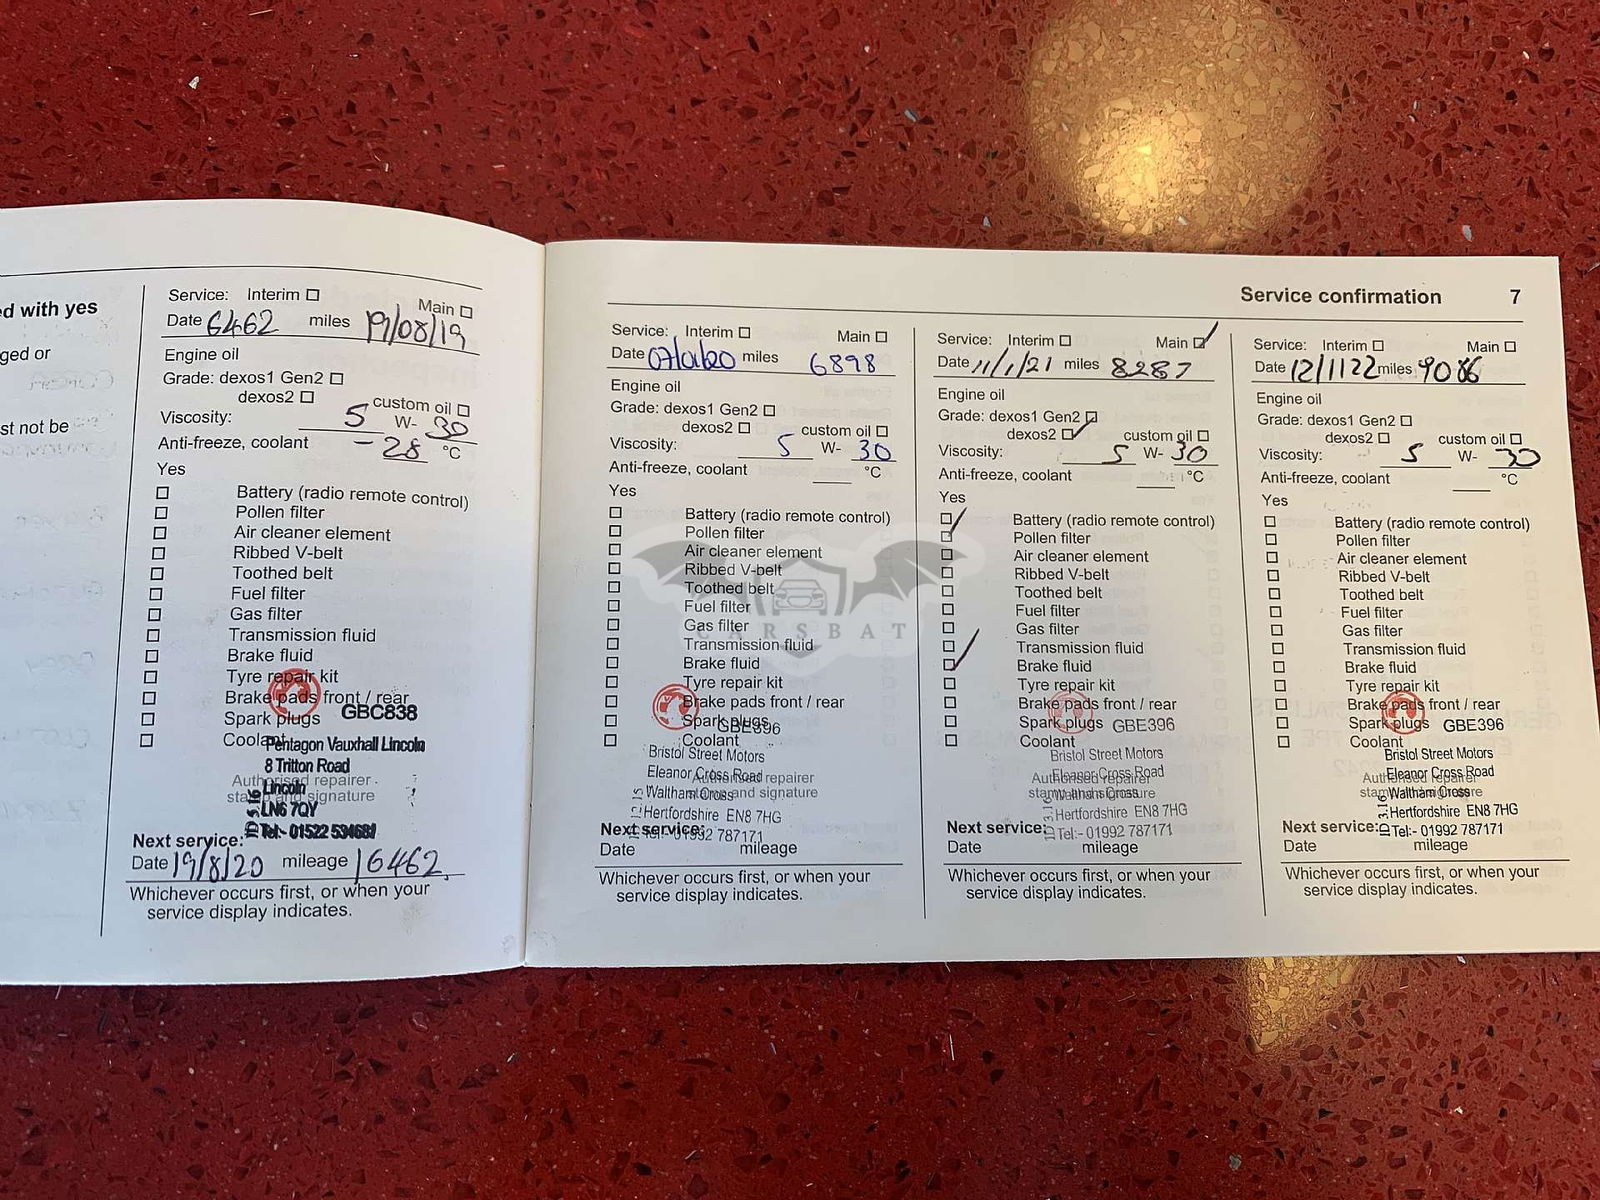 ed with yes
ged or
st not be
Service: Interim ☐ Main ☐
Date 6462 miles 19/08/19
Engine oil
Grade: dexos1 Gen2 ☐
dexos2 ☐ custom oil ☐
Viscosity: 5 W- 30
Anti-freeze, coolant -28 °C
Yes
☐ Battery (radio remote control)
☐ Pollen filter
☐ Air cleaner element
☐ Ribbed V-belt
☐ Toothed belt
☐ Fuel filter
☐ Gas filter
☐ Transmission fluid
☐ Brake fluid
☐ Tyre repair kit
☐ Brake pads front / rear
☐ Spark plugs
☐ Coolant
GBC838
Pentagon Vauxhall Lincoln
8 Tritton Road
Lincoln
LN6 7QY
Tel:- 01522 534681
Authorised repairer
stamp and signature
Next service:
Date 19/8/20 mileage 16462
Whichever occurs first, or when your
service display indicates.
Service confirmation 7
Service: Interim ☐ Main ☐
Date miles 6898
Engine oil
Grade: dexos1 Gen2 ☐
dexos2 ☐ custom oil ☐
Viscosity: 5 W- 30
Anti-freeze, coolant °C
Yes
☐ Battery (radio remote control)
☐ Pollen filter
☐ Air cleaner element
☐ Ribbed V-belt
☐ Toothed belt
☐ Fuel filter
☐ Gas filter
☐ Transmission fluid
☐ Brake fluid
☐ Tyre repair kit
☐ Brake pads front / rear
☐ Spark plugs
☐ Coolant
GBE396
Bristol Street Motors
Eleanor Cross Road
Waltham Cross
Hertfordshire EN8 7HG
Tel:- 01992 787171
Authorised repairer
stamp and signature
Next service:
Date mileage
Whichever occurs first, or when your
service display indicates.
CARSBAT
Service: Interim ☐ Main ☑
Date 11/1/21 miles 8287
Engine oil
Grade: dexos1 Gen2 ☐
dexos2 ☑ custom oil ☐
Viscosity: 5 W- 30
Anti-freeze, coolant °C
Yes
☐ Battery (radio remote control)
☑ Pollen filter
☐ Air cleaner element
☐ Ribbed V-belt
☐ Toothed belt
☐ Fuel filter
☐ Gas filter
☐ Transmission fluid
☑ Brake fluid
☐ Tyre repair kit
☐ Brake pads front / rear
☐ Spark plugs
☐ Coolant
GBE396
Bristol Street Motors
Eleanor Cross Road
Waltham Cross
Hertfordshire EN8 7HG
Tel:- 01992 787171
Authorised repairer
stamp and signature
Next service:
Date mileage
Whichever occurs first, or when your
service display indicates.
Service: Interim ☐ Main ☐
Date 12/1122 miles 9086
Engine oil
Grade: dexos1 Gen2 ☐
dexos2 ☐ custom oil ☐
Viscosity: 5 W- 30
Anti-freeze, coolant °C
Yes
☐ Battery (radio remote control)
☐ Pollen filter
☐ Air cleaner element
☐ Ribbed V-belt
☐ Toothed belt
☐ Fuel filter
☐ Gas filter
☐ Transmission fluid
☐ Brake fluid
☐ Tyre repair kit
☐ Brake pads front / rear
☐ Spark plugs
☐ Coolant
GBE396
Bristol Street Motors
Eleanor Cross Road
Waltham Cross
Hertfordshire EN8 7HG
Tel:- 01992 787171
Authorised repairer
stamp and signature
Next service:
Date mileage
Whichever occurs first, or when your
service display indicates.